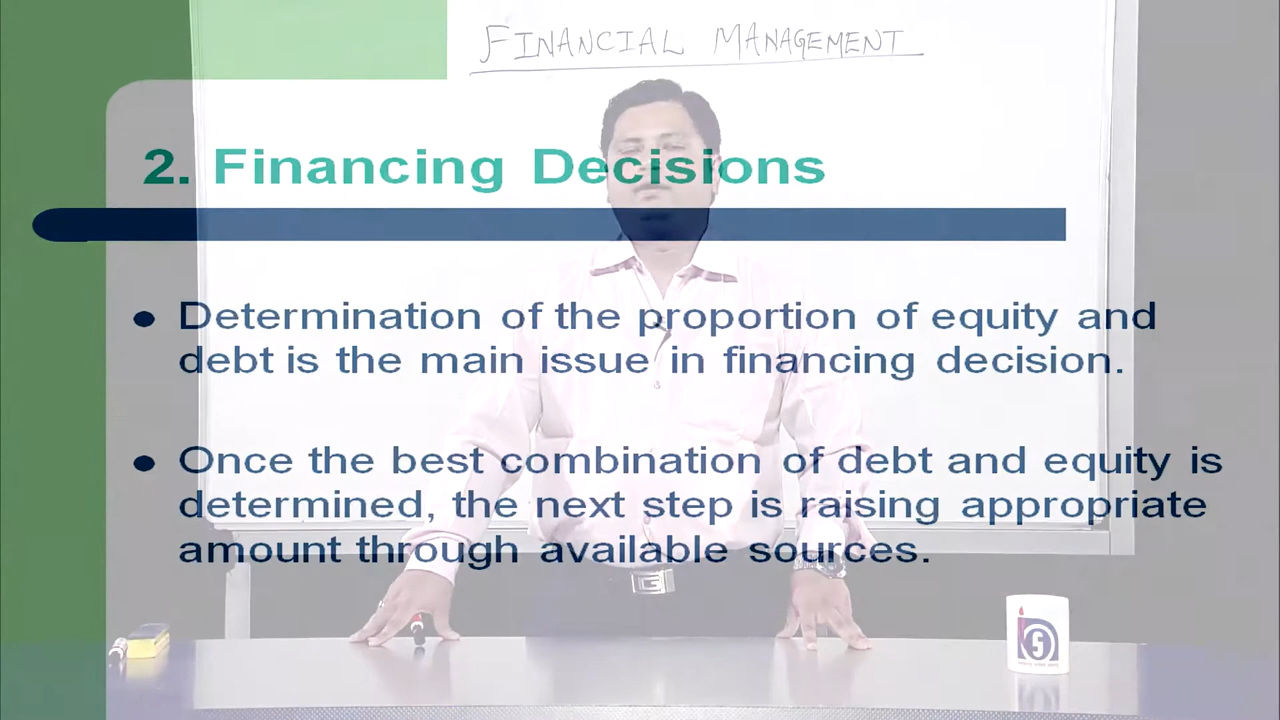 FINANCIAL MANAGEMENT
2. Financing Decisions
● Determination of the proportion of equity and
debt is the main issue in financing decision.
● Once the best combination of debt and equity is
determined, the next step is raising appropriate
amount through available sources.